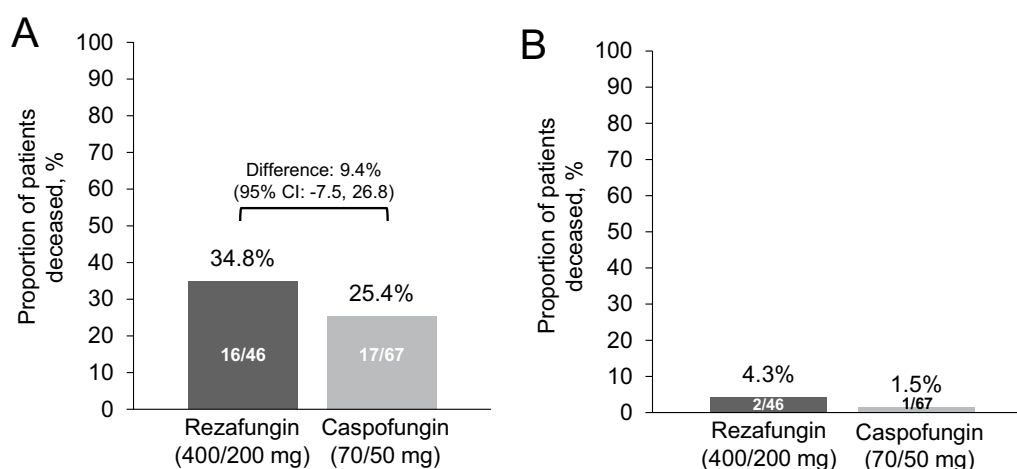 A
Proportion of patients
deceased, %
100
90
80
70
60
50
40
30
20
10
0
Difference: 9.4%
(95% CI: -7.5, 26.8)
34.8%
25.4%
16/46
17/67
Rezafungin
(400/200 mg)
Caspofungin
(70/50 mg)
B
Proportion of patients
deceased, %
100
90
80
70
60
50
40
30
20
10
0
4.3%
1.5%
2/46
1/67
Rezafungin
(400/200 mg)
Caspofungin
(70/50 mg)